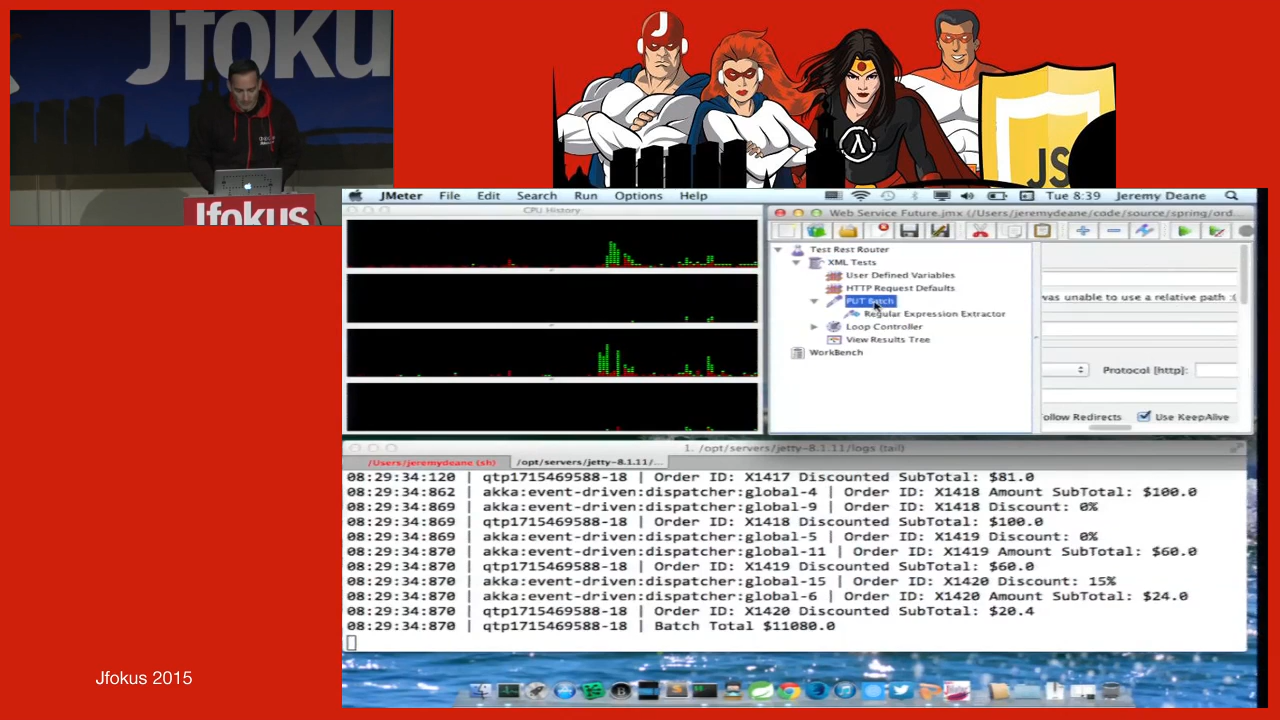 Jfoku
Jfokus
J
λ
JS
JMeter File Edit Search Run Options Help Tue 8:39 Jeremy Deane
CPU History
Web Service Future.jmx (/Users/jeremydeane/code/source/spring/ord...
Test Rest Router
XML Tests
User Defined Variables
HTTP Request Defaults
PUT Batch
Regular Expression Extractor
Loop Controller
View Results Tree
WorkBench
was unable to use a relative path :(
Protocol [http]:
ollow Redirects Use KeepAlive
1. /opt/servers/jetty-8.1.11/logs (tail)
/Users/jeremydeane (sh) /opt/servers/jetty-8.1.11/...
08:29:34:120 | qtp1715469588-18 | Order ID: X1417 Discounted SubTotal: $81.0
08:29:34:862 | akka:event-driven:dispatcher:global-4 | Order ID: X1418 Amount SubTotal: $100.0
08:29:34:869 | akka:event-driven:dispatcher:global-9 | Order ID: X1418 Discount: 0%
08:29:34:869 | qtp1715469588-18 | Order ID: X1418 Discounted SubTotal: $100.0
08:29:34:869 | akka:event-driven:dispatcher:global-5 | Order ID: X1419 Discount: 0%
08:29:34:870 | akka:event-driven:dispatcher:global-11 | Order ID: X1419 Amount SubTotal: $60.0
08:29:34:870 | qtp1715469588-18 | Order ID: X1419 Discounted SubTotal: $60.0
08:29:34:870 | akka:event-driven:dispatcher:global-15 | Order ID: X1420 Discount: 15%
08:29:34:870 | akka:event-driven:dispatcher:global-6 | Order ID: X1420 Amount SubTotal: $24.0
08:29:34:870 | qtp1715469588-18 | Order ID: X1420 Discounted SubTotal: $20.4
08:29:34:870 | qtp1715469588-18 | Batch Total $11080.0
Jfokus 2015